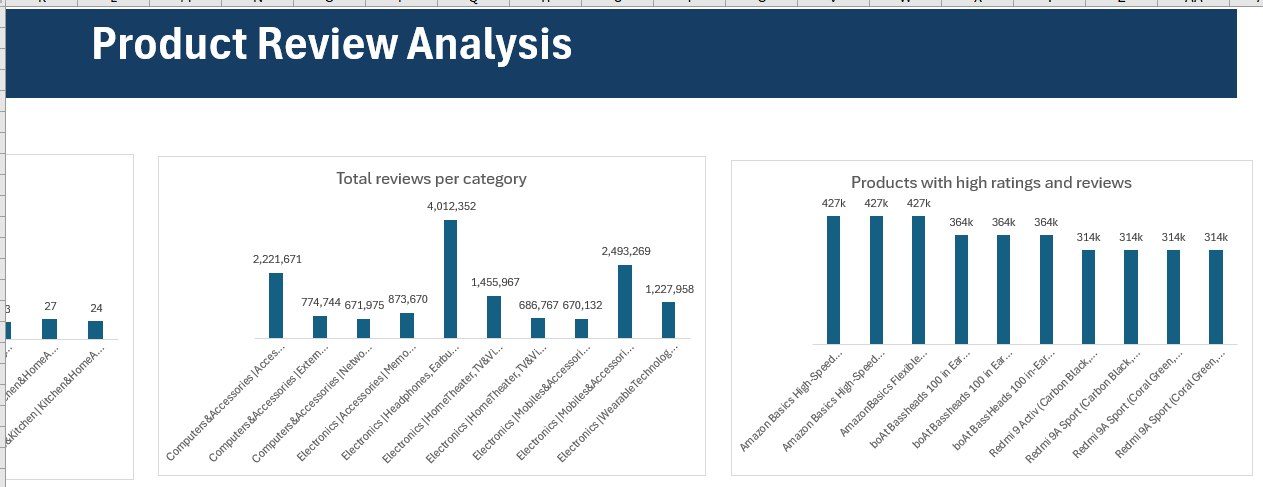 Product Review Analysis
27
24
Total reviews per category
2,221,671
774,744
671,975
873,670
4,012,352
1,455,967
686,767
670,132
2,493,269
1,227,958
Computers&Accessories|Acces...
Computers&Accessories|Extern...
Computers&Accessories|Netwo...
Electronics|Accessories|Memo...
Electronics|Headphones,Earbu...
Electronics|HomeTheater,TV&Vi...
Electronics|HomeTheater,TV&Vi...
Electronics|Mobiles&Accessori...
Electronics|Mobiles&Accessori...
Electronics|WearableTechnolog...
Products with high ratings and reviews
427k
427k
427k
364k
364k
364k
314k
314k
314k
314k
Amazon Basics High-Speed...
Amazon Basics High-Speed...
AmazonBasics Flexible...
boAt Bassheads 100 in Ear...
boAt Bassheads 100 in Ear...
boAt BassHeads 100 in-Ear...
Redmi 9 Activ (Carbon Black,...
Redmi 9A Sport (Carbon Black,...
Redmi 9A Sport (Coral Green,...
Redmi 9A Sport (Coral Green,...